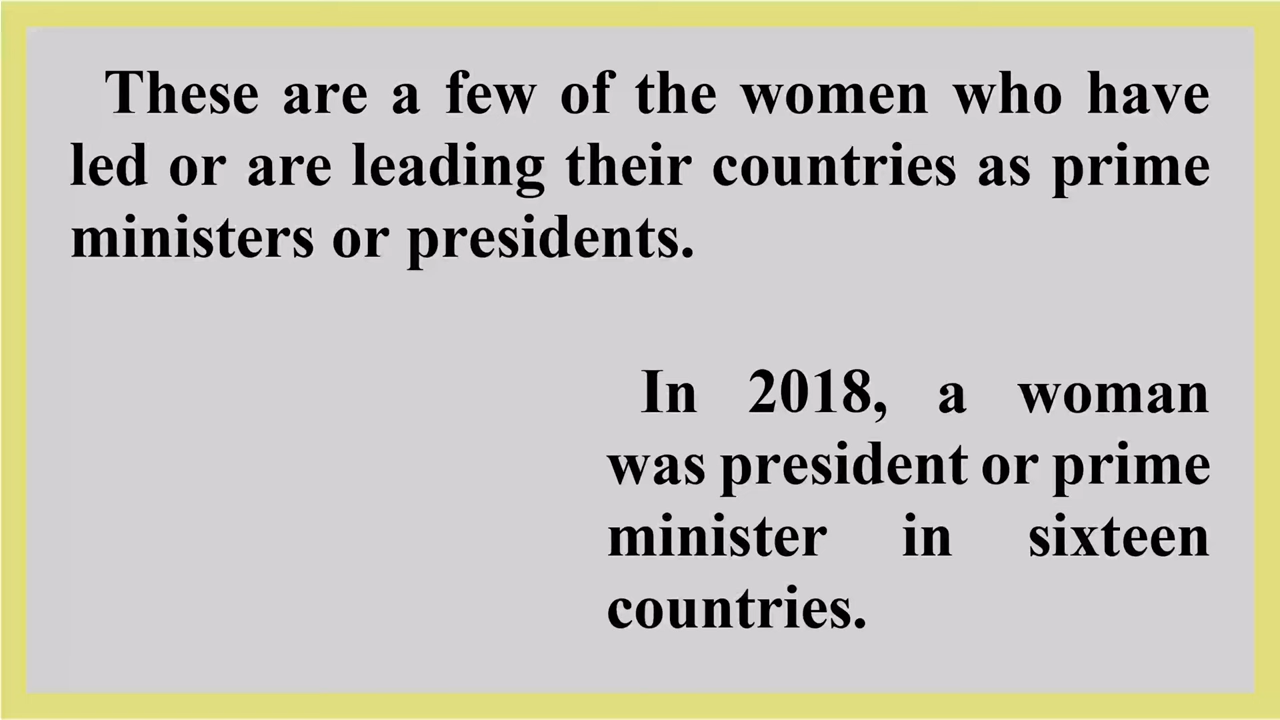 These are a few of the women who have
led or are leading their countries as prime
ministers or presidents.
In 2018, a woman
was president or prime
minister in sixteen
countries.